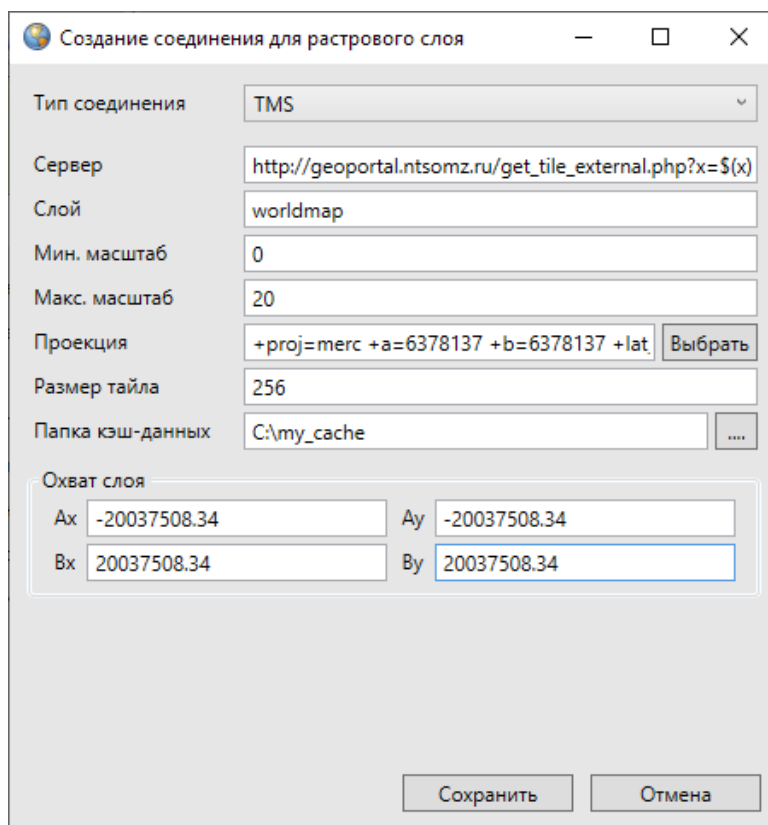 Создание соединения для растрового слоя
Тип соединения TMS
Сервер http://geoportal.ntsomz.ru/get_tile_external.php?x=$(x)
Слой worldmap
Мин. масштаб 0
Макс. масштаб 20
Проекция +proj=merc +a=6378137 +b=6378137 +lat_ Выбрать
Размер тайла 256
Папка кэш-данных C:\my_cache ....
Охват слоя
Ax -20037508.34 Ay -20037508.34
Bx 20037508.34 By 20037508.34
Сохранить Отмена